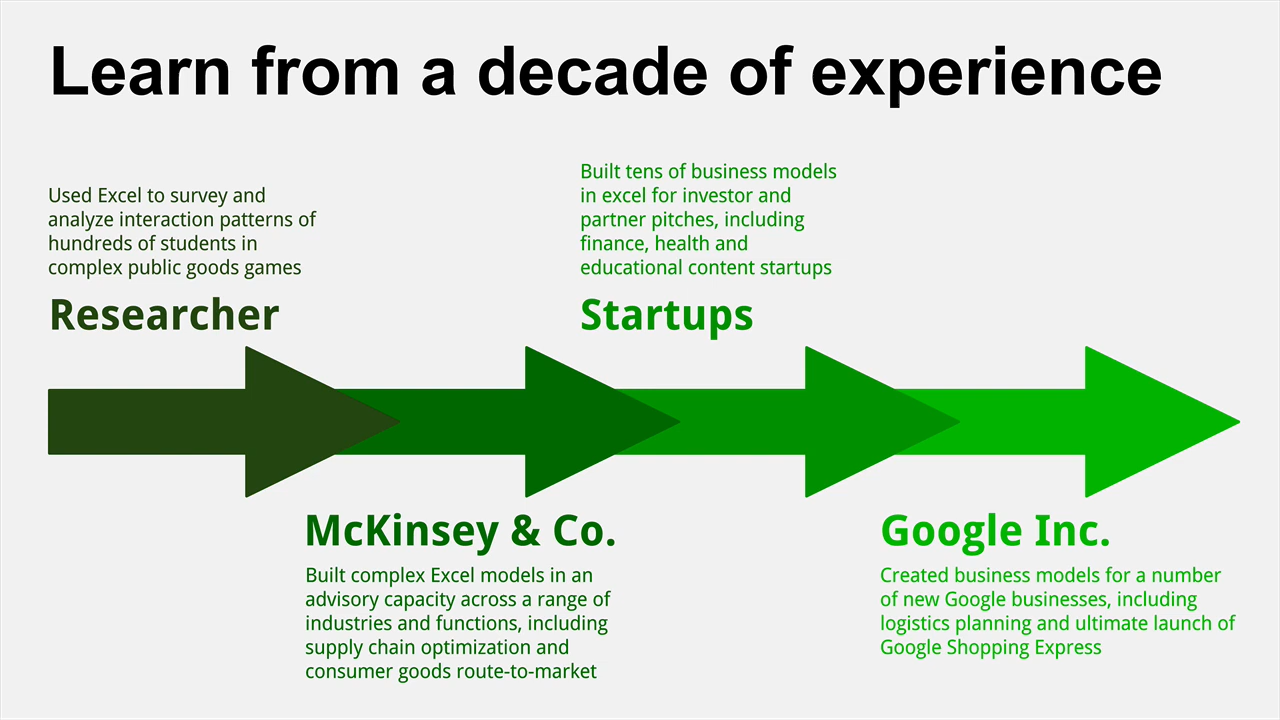 Learn from a decade of experience
Used Excel to survey and
analyze interaction patterns of
hundreds of students in
complex public goods games
Researcher
Built tens of business models
in excel for investor and
partner pitches, including
finance, health and
educational content startups
Startups
McKinsey & Co.
Built complex Excel models in an
advisory capacity across a range of
industries and functions, including
supply chain optimization and
consumer goods route-to-market
Google Inc.
Created business models for a number
of new Google businesses, including
logistics planning and ultimate launch of
Google Shopping Express